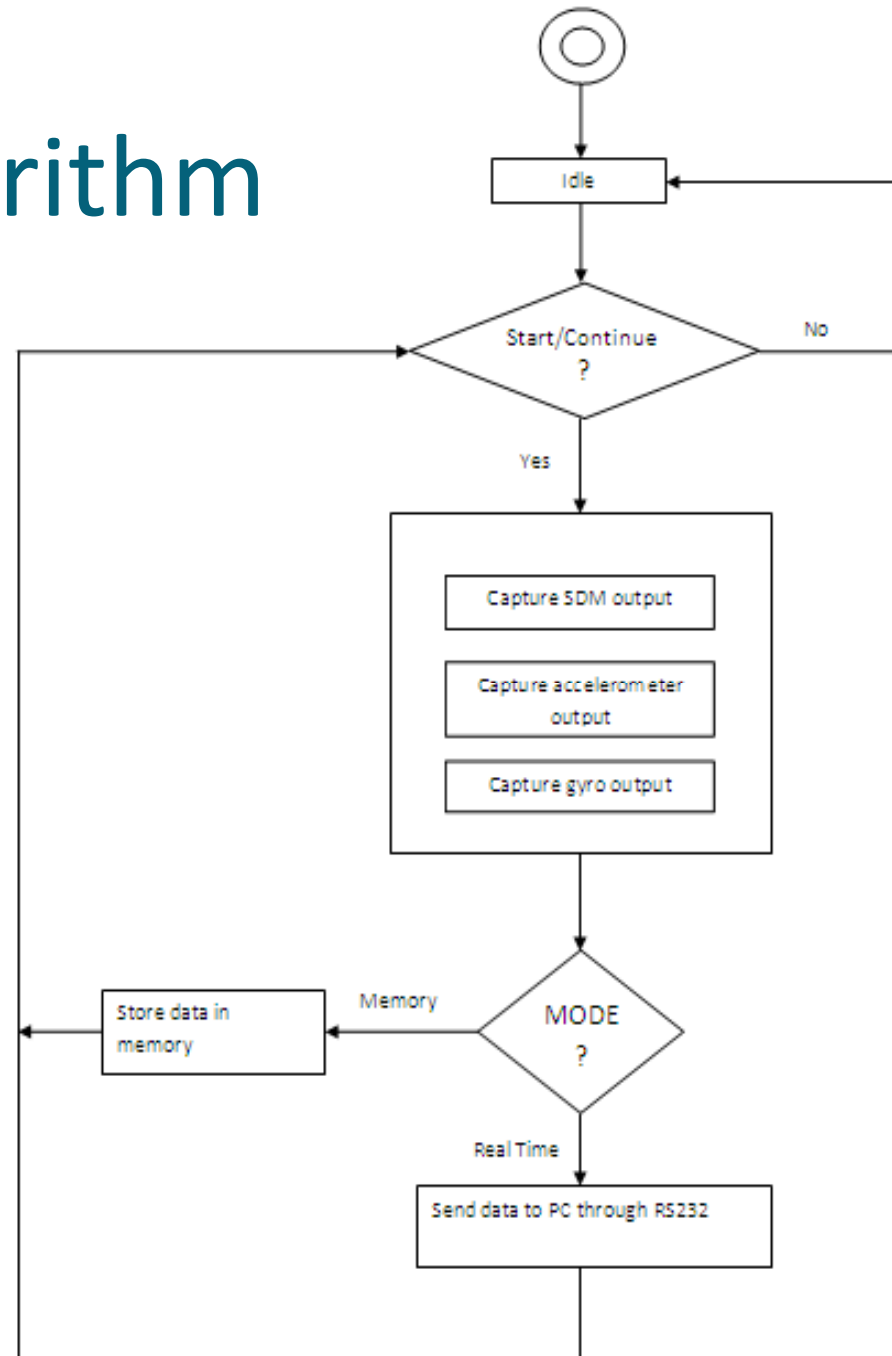 rithm
Idle
Start/Continue
?
No
Yes
Capture SDM output
Capture accelerometer
output
Capture gyro output
MODE
?
Memory
Store data in
memory
Real Time
Send data to PC through RS232